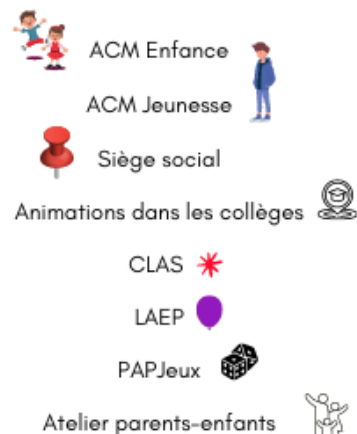 ACM Enfance
ACM Jeunesse
Siège social
Animations dans les collèges
CLAS
LAEP
PAPJeux
Atelier parents-enfants